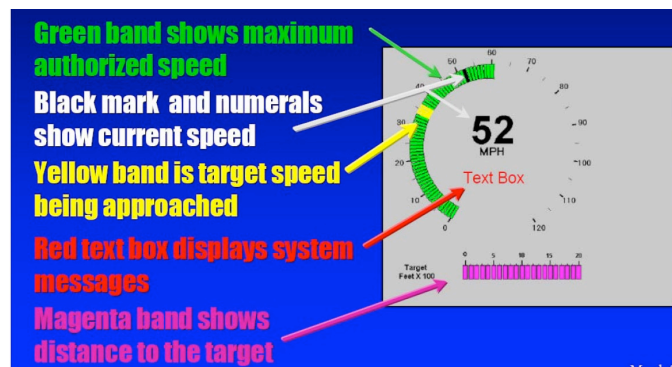 Green band shows maximum
authorized speed
Black mark and numerals
show current speed
Yellow band is target speed
being approached
Red text box displays system
messages
Magenta band shows
distance to the target
0
10
20
30
40
50
60
70
80
90
100
110
120
52
MPH
Text Box
Target
Feet X 100
0 5 10 15 20